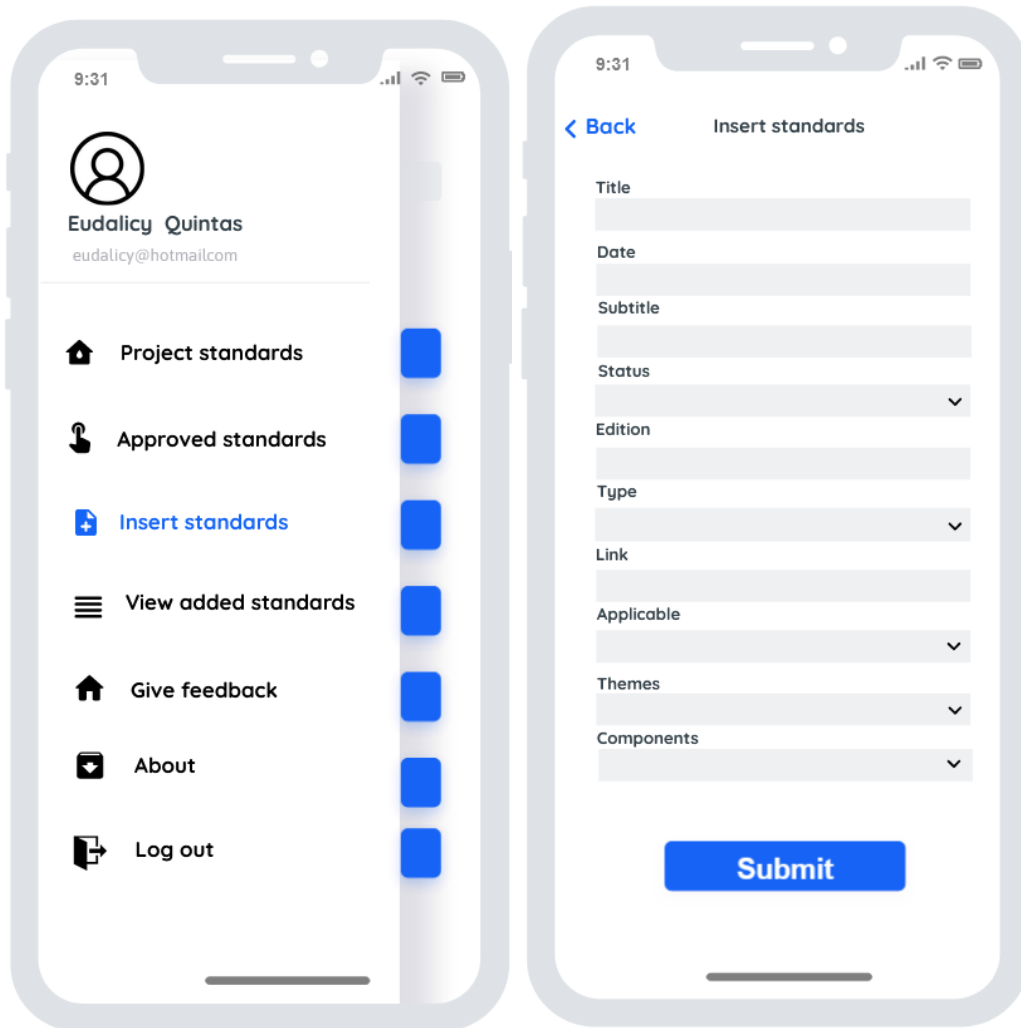 9:31
Eudalicy Quintas
eudalicy@hotmailcom
Project standards
Approved standards
Insert standards
View added standards
Give feedback
About
Log out
9:31
Back
Insert standards
Title
Date
Subtitle
Status
Edition
Type
Link
Applicable
Themes
Components
Submit